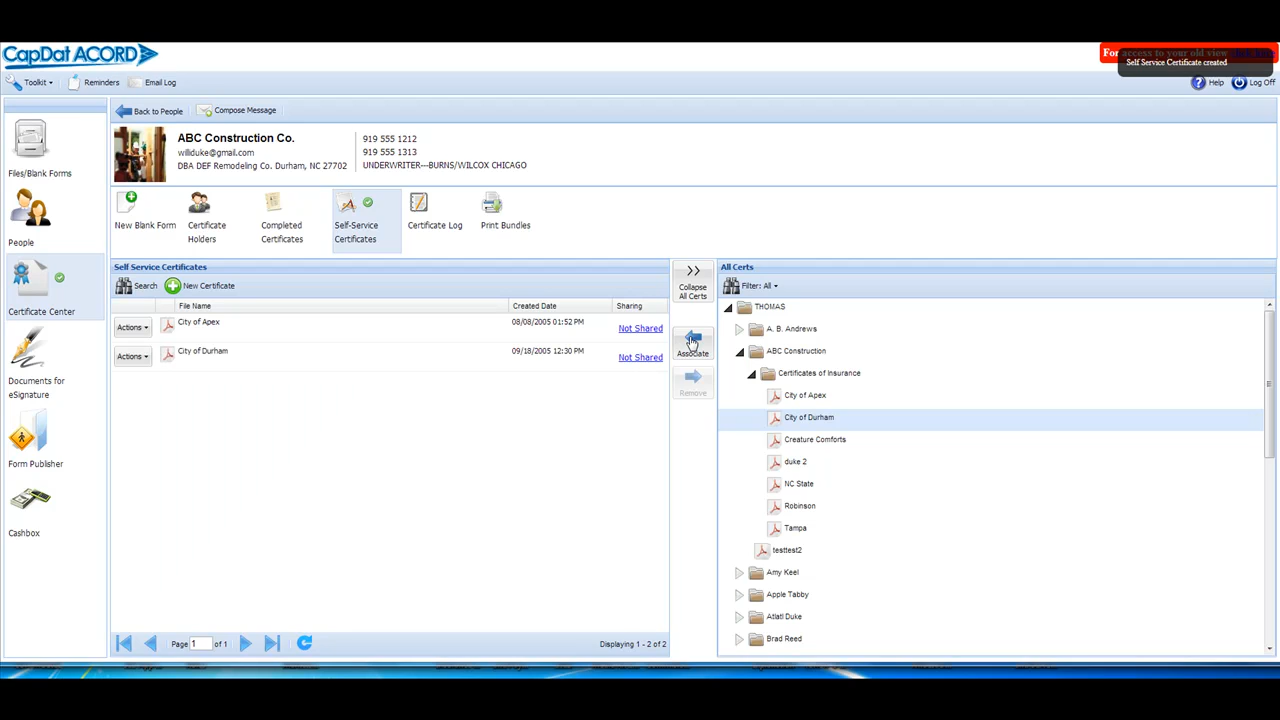 CapDat ACORD
For access to your old view
Self Service Certificate created
Toolkit
Reminders
Email Log
Help
Log Off
Back to People
Compose Message
ABC Construction Co.
williduke@gmail.com
DBA DEF Remodeling Co. Durham, NC 27702
919 555 1212
919 555 1313
UNDERWRITER---BURNS/WILCOX CHICAGO
Files/Blank Forms
People
Certificate Center
Documents for
eSignature
Form Publisher
Cashbox
New Blank Form
Certificate
Holders
Completed
Certificates
Self-Service
Certificates
Certificate Log
Print Bundles
Self Service Certificates
Search
New Certificate
File Name
Created Date
Sharing
Actions
City of Apex
08/08/2005 01:52 PM
Not Shared
Actions
City of Durham
09/18/2005 12:30 PM
Not Shared
Page 1 of 1
Displaying 1 - 2 of 2
>>
Collapse
All Certs
Associate
Remove
All Certs
Filter: All
THOMAS
A. B. Andrews
ABC Construction
Certificates of Insurance
City of Apex
City of Durham
Creature Comforts
duke 2
NC State
Robinson
Tampa
testtest2
Amy Keel
Apple Tabby
Atlatl Duke
Brad Reed